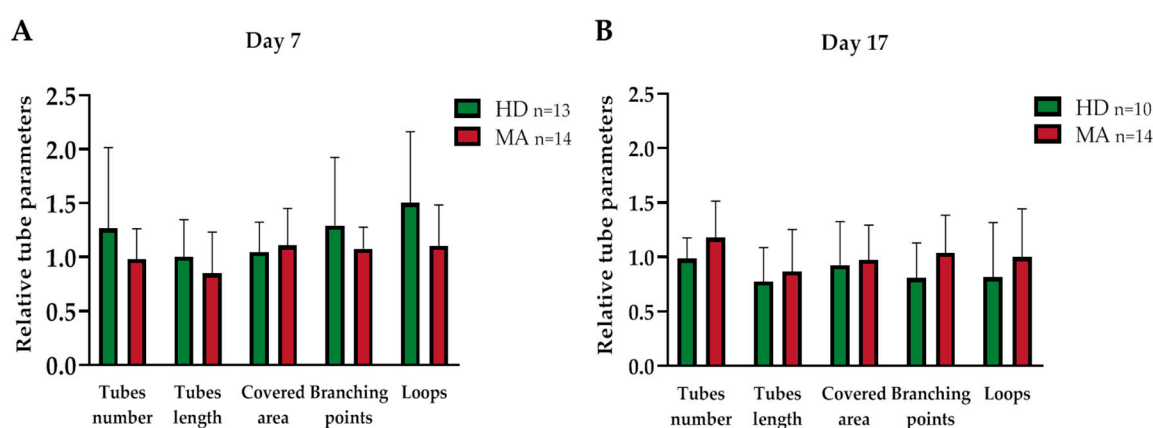 A
Day 7
Relative tube parameters
2.5
2.0
1.5
1.0
0.5
0.0
HD n=13
MA n=14
Tubes number
Tubes length
Covered area
Branching points
Loops
B
Day 17
Relative tube parameters
2.5
2.0
1.5
1.0
0.5
0.0
HD n=10
MA n=14
Tubes number
Tubes length
Covered area
Branching points
Loops